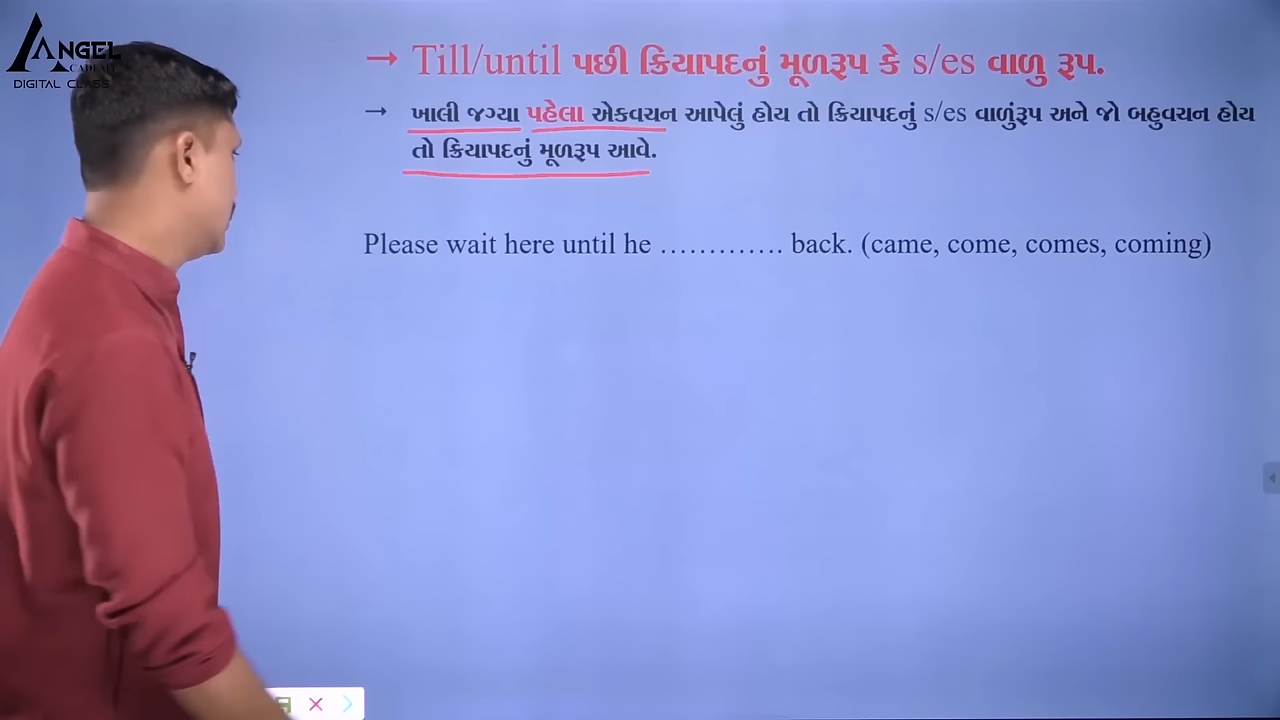 ANGEL
ACADEMY
DIGITAL CLASS
→ Till/until પછી ક્રિયાપદનું મૂળરૂપ કે s/es વાળુ રૂપ.
→ ખાલી જગ્યા પહેલા એકવચન આપેલું હોય તો ક્રિયાપદનું s/es વાળુંરૂપ અને જો બહુવચન હોય
તો ક્રિયાપદનું મૂળરૂપ આવે.
Please wait here until he …………. back. (came, come, comes, coming)